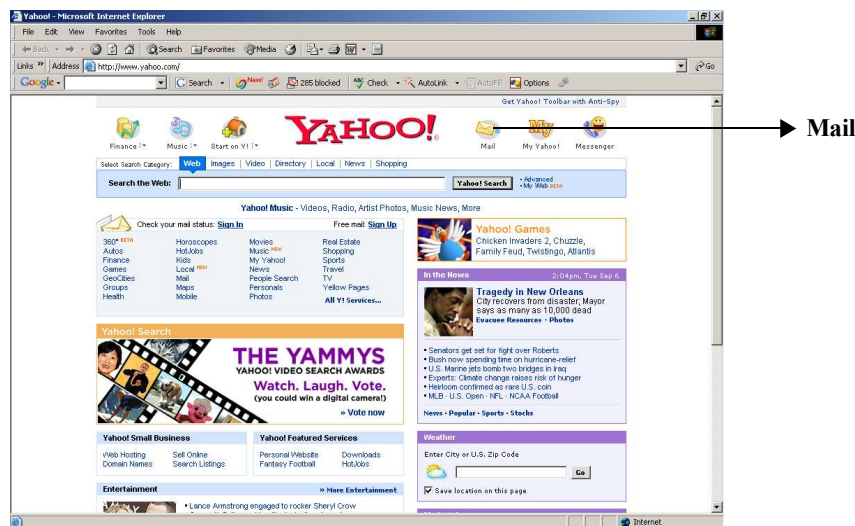 Yahoo! - Microsoft Internet Explorer
File Edit View Favorites Tools Help
Back Search Favorites Media
Links » Address http://www.yahoo.com/ Go
Google Search New! 285 blocked Check AutoLink AutoFill Options
Get Yahoo! Toolbar with Anti-Spy
Finance Music Start on Y! YAHOO! Mail My Yahoo! Messenger
Mail
Select Search Category: Web Images | Video | Directory | Local | News | Shopping
Search the Web: Yahoo! Search • Advanced
• My Web BETA
Yahoo! Music - Videos, Radio, Artist Photos, Music News, More
Check your mail status: Sign In Free mail: Sign Up
360° BETA Horoscopes Movies Real Estate
Autos HotJobs Music NEW Shopping
Finance Kids My Yahoo! Sports
Games Local NEW News Travel
GeoCities Mail People Search TV
Groups Maps Personals Yellow Pages
Health Mobile Photos All Y! Services...
Yahoo! Games
Chicken Invaders 2, Chuzzle,
Family Feud, Twistingo, Atlantis
In the News 2:04pm, Tue Sep 6
Tragedy in New Orleans
City recovers from disaster; Mayor
says as many as 10,000 dead
Evacuee Resources - Photos
• Senators get set for fight over Roberts
• Bush now spending time on hurricane-relief
• U.S. Marine jets bomb two bridges in Iraq
• Experts: Climate change raises risk of hunger
• Heirloom confirmed as rare U.S. coin
• MLB - U.S. Open - NFL - NCAA Football
News - Popular - Sports - Stocks
Yahoo! Search
THE YAMMYS
YAHOO! VIDEO SEARCH AWARDS
Watch. Laugh. Vote.
(you could win a digital camera!)
» Vote now
Yahoo! Small Business Yahoo! Featured Services
Web Hosting Sell Online Personal Website Downloads
Domain Names Search Listings Fantasy Football HotJobs
Weather
Enter City or U.S. Zip Code
Go
Save location on this page
Entertainment » More Entertainment
• Lance Armstrong engaged to rocker Sheryl Crow
Internet